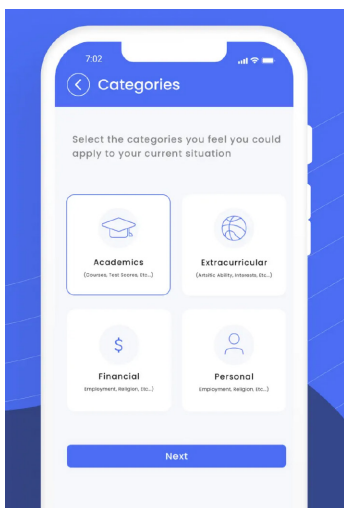 7:02
Categories
Select the categories you feel you could
apply to your current situation
Academics
(Courses, Test Scores, Etc...)
Extracurricular
(Artsitic Ability, Interests, Etc...)
$
Financial
Employment, Religion, Etc...)
Personal
(Employment, Religion, Etc...)
Next